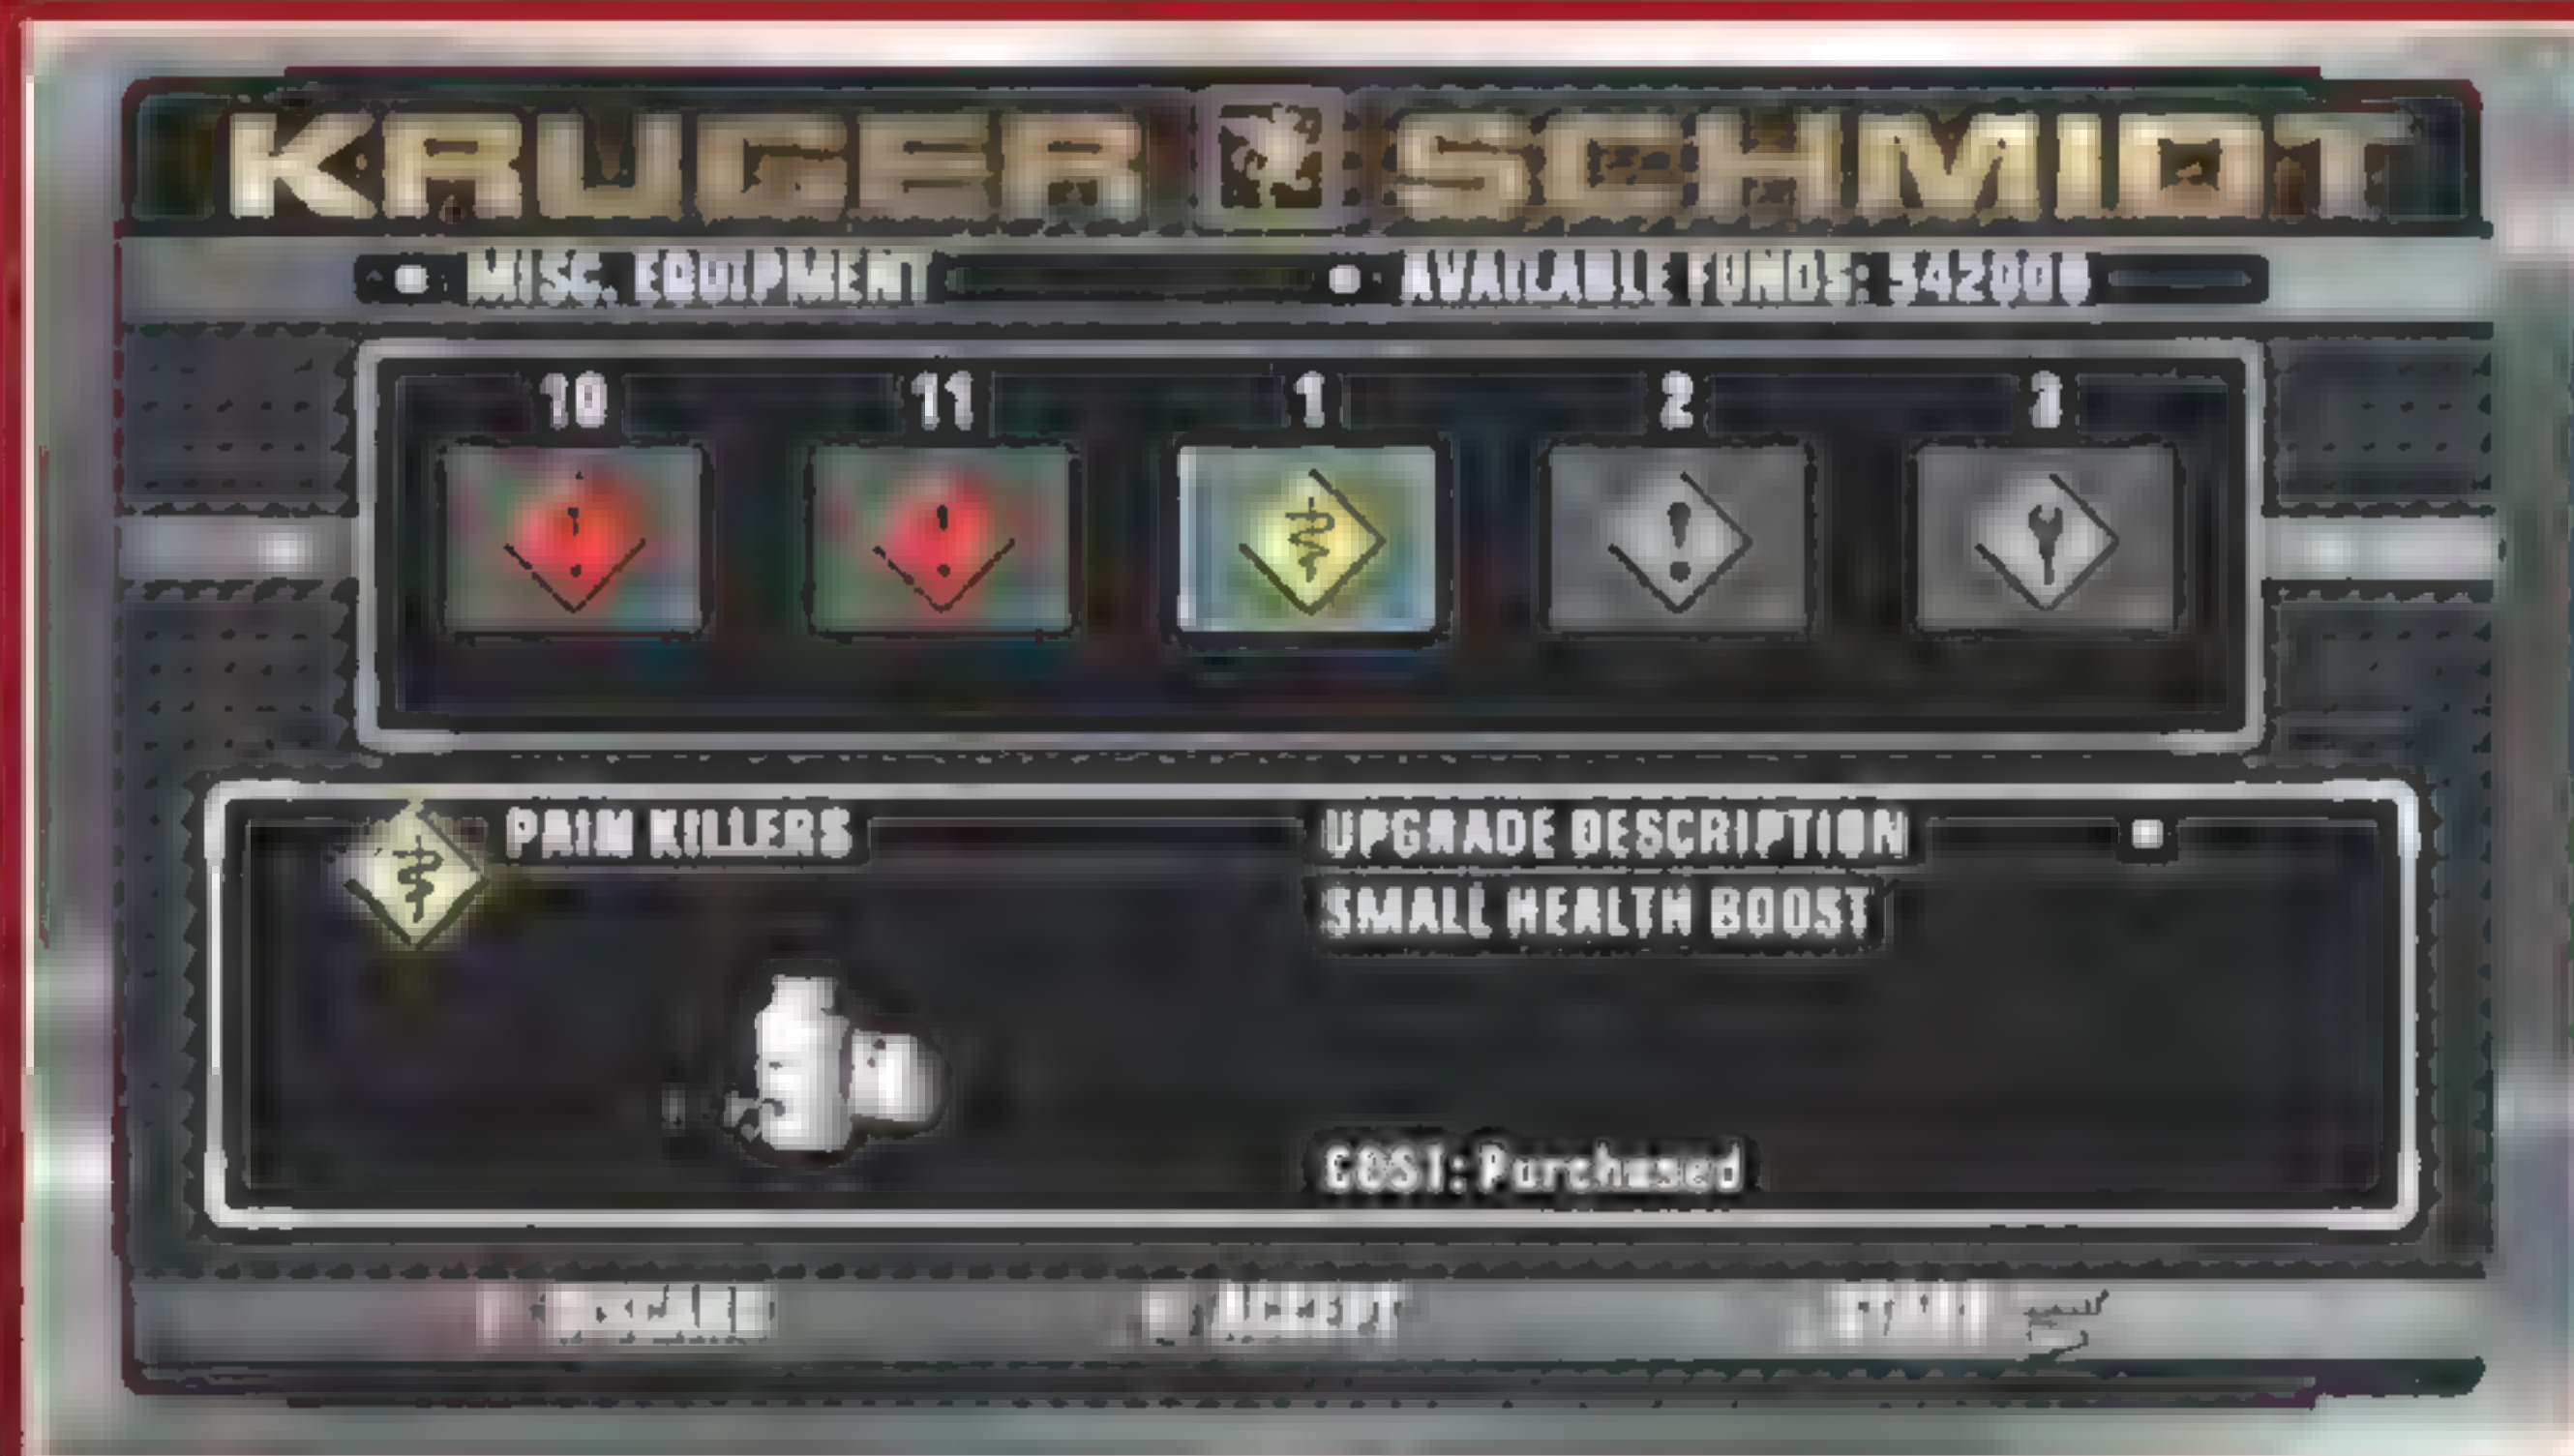 KRUGER SCHMIDT
MISC. EQUIPMENT
AVAILABLE FUNDS:
10 11 1 2 3
PAIN KILLERS
UPGRADE DESCRIPTION
SMALL HEALTH BOOST
COST: Purchased